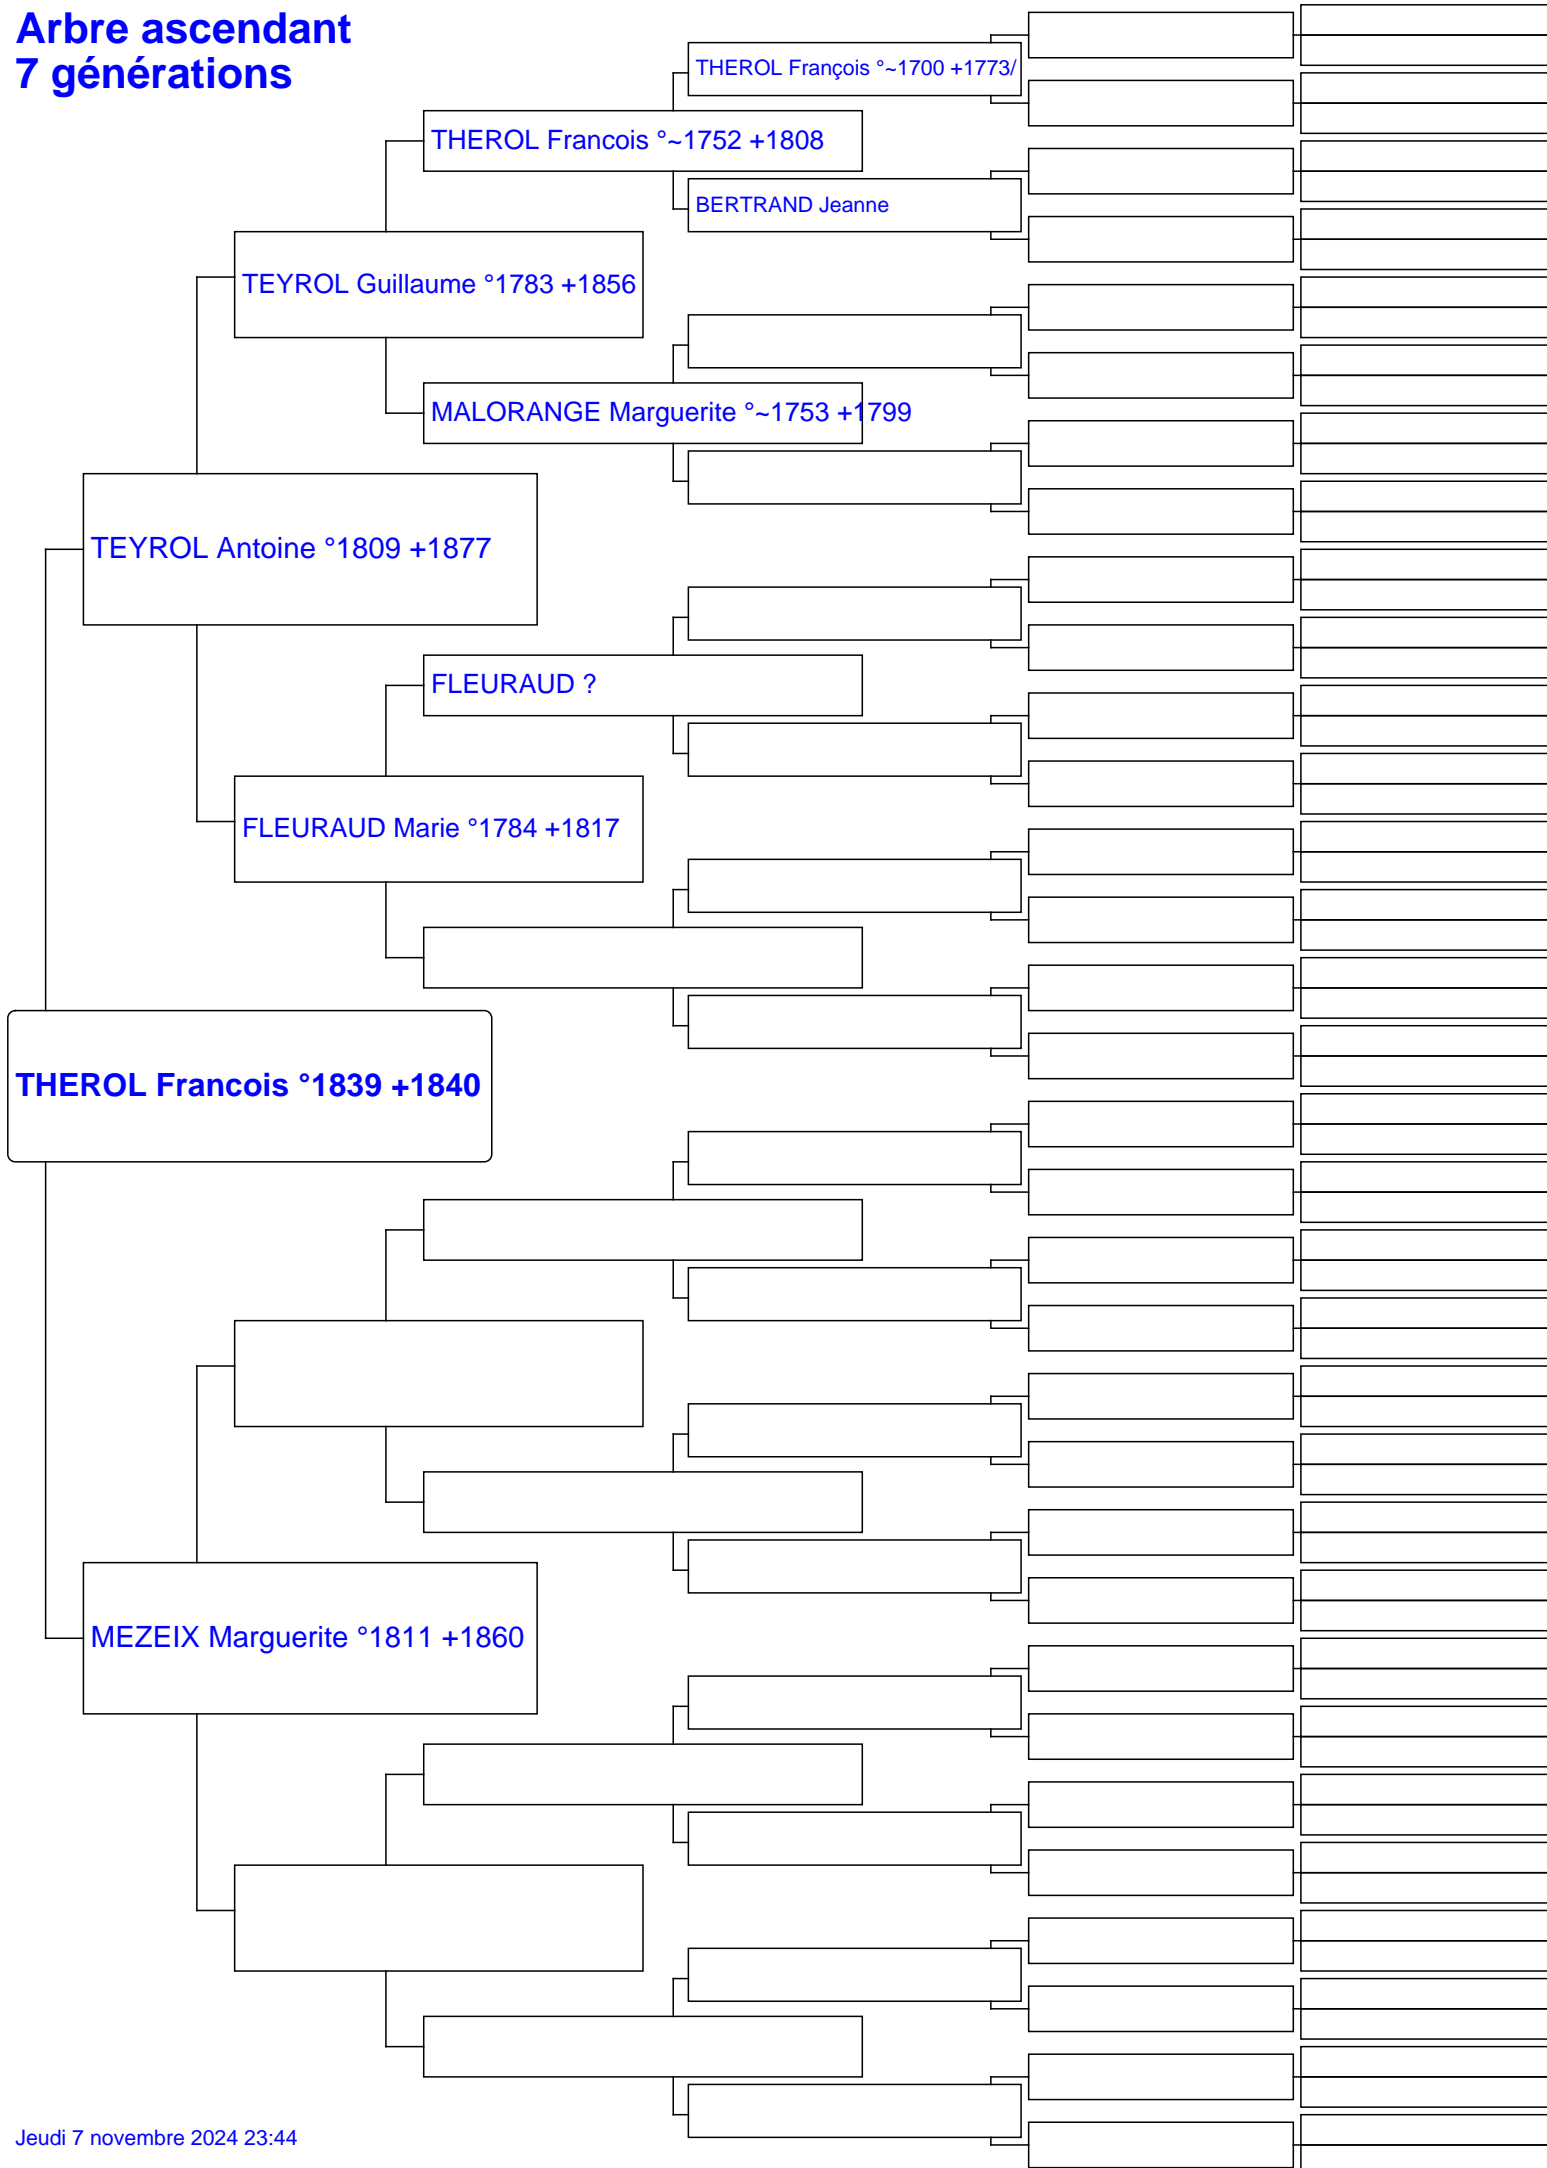 Arbre ascendant
7 générations
THEROL François °~1700 +1773/
THEROL Francois °~1752 +1808
BERTRAND Jeanne
TEYROL Guillaume °1783 +1856
MALORANGE Marguerite °~1753 +1799
TEYROL Antoine °1809 +1877
FLEURAUD ?
FLEURAUD Marie °1784 +1817
THEROL Francois °1839 +1840
MEZEIX Marguerite °1811 +1860
Jeudi 7 novembre 2024 23:44